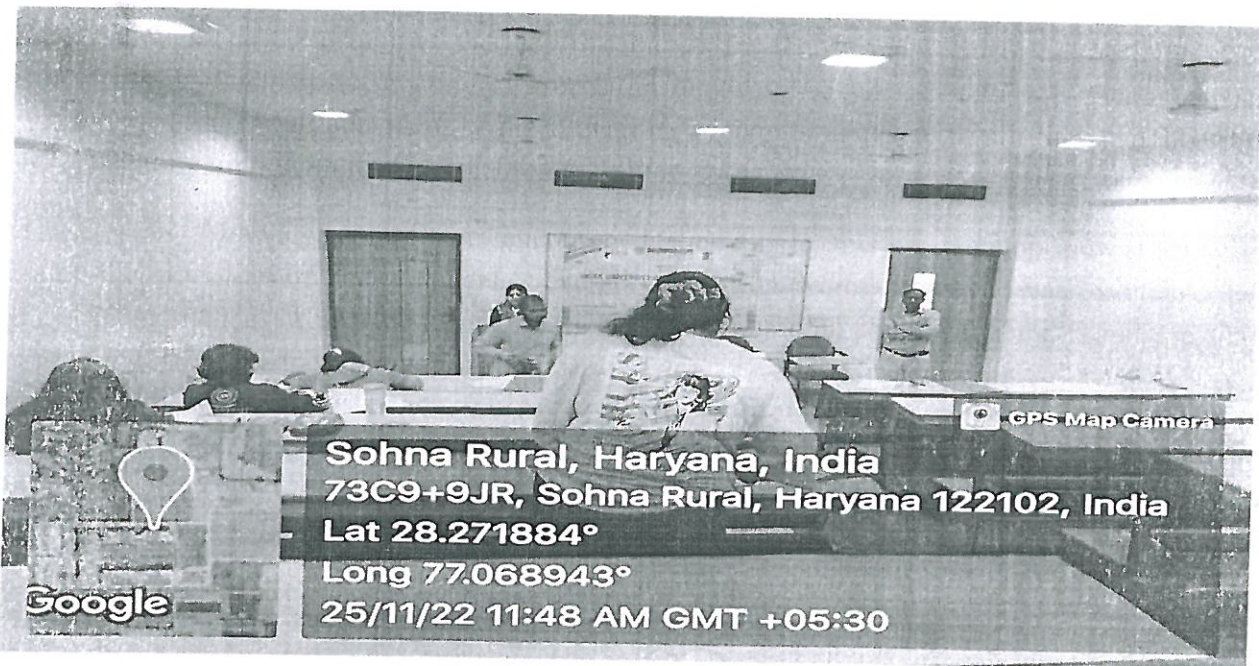 GPS Map Camera
Sohna Rural, Haryana, India
73C9+9JR, Sohna Rural, Haryana 122102, India
Lat 28.271884°
Long 77.068943°
25/11/22 11:48 AM GMT +05:30
Google